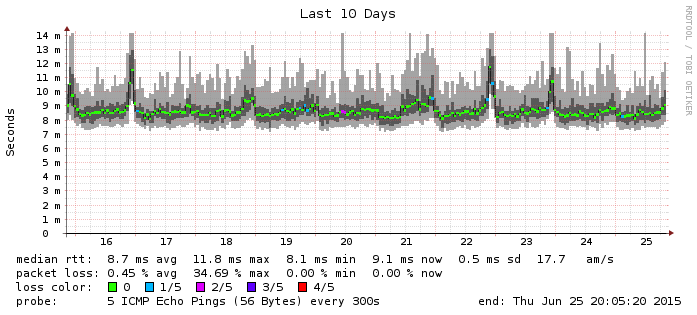 Last 10 Days
RRDTOOL / TOBI OETIKER
Seconds
14 m
13 m
12 m
11 m
10 m
9 m
8 m
7 m
6 m
5 m
4 m
3 m
2 m
1 m
0
16 17 18 19 20 21 22 23 24 25
median rtt: 8.7 ms avg 11.8 ms max 8.1 ms min 9.1 ms now 0.5 ms sd 17.7 am/s
packet loss: 0.45 % avg 34.69 % max 0.00 % min 0.00 % now
loss color: 0 1/5 2/5 3/5 4/5
probe: 5 ICMP Echo Pings (56 Bytes) every 300s end: Thu Jun 25 20:05:20 2015